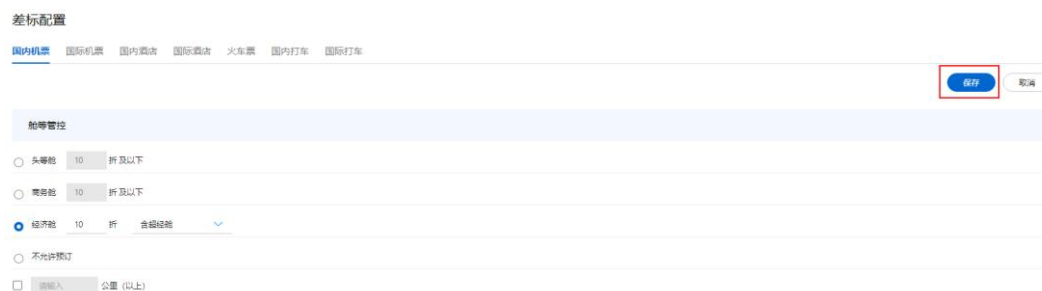 差标配置
国内机票 国际机票 国内酒店 国际酒店 火车票 国内打车 国际打车
保存 取消
舱等管控
头等舱 10 折及以下
商务舱 10 折及以下
经济舱 10 折 含超经舱
不允许预订
请输入 公里（以上）